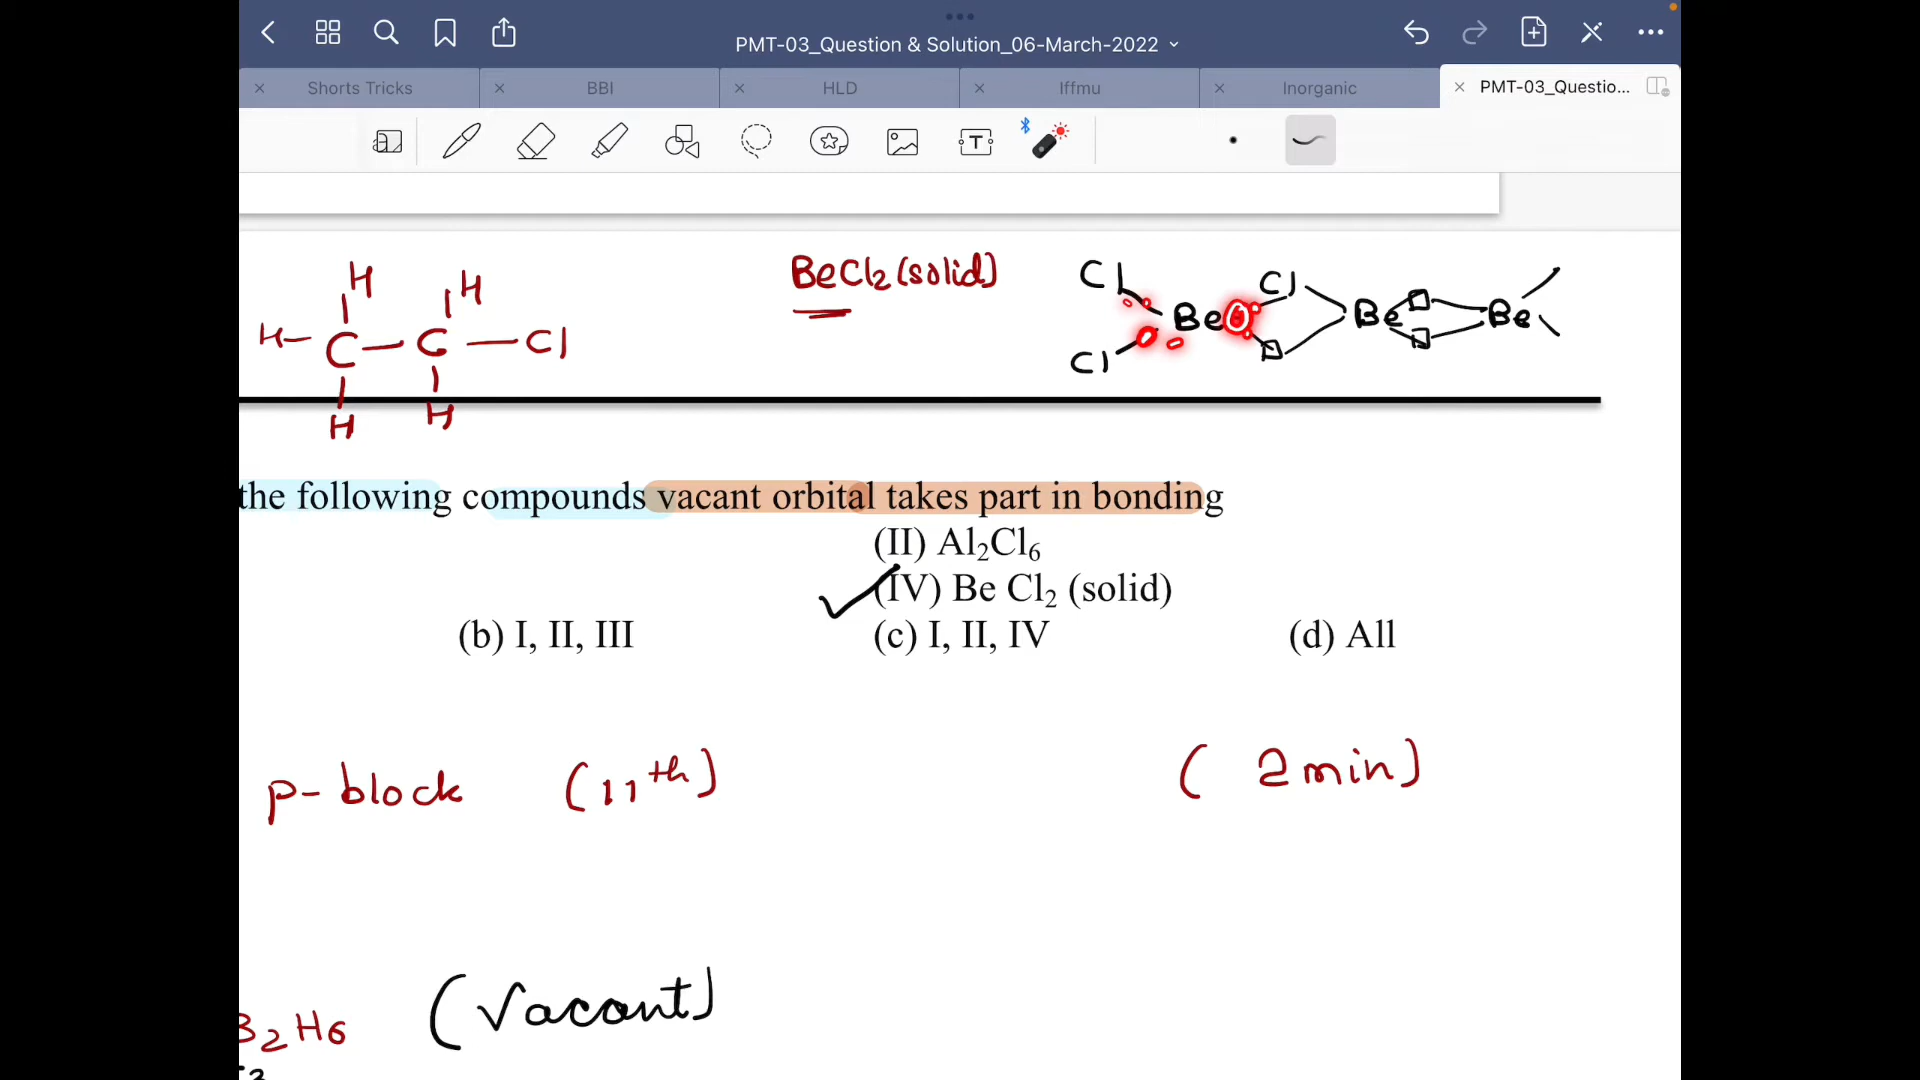 PMT-03_Question & Solution_06-March-2022
Shorts Tricks
BBI
HLD
Iffmu
Inorganic
PMT-03_Questio...
T
BeCl₂ (solid)
Cl Cl
Be Be Be
Cl
H H
H-C-C-Cl
H H
the following compounds vacant orbital takes part in bonding
(II) Al₂Cl₆
(IV) Be Cl₂ (solid)
(b) I, II, III (c) I, II, IV (d) All
p-block (11th) (2 min)
(Vacant)
B₂H₆